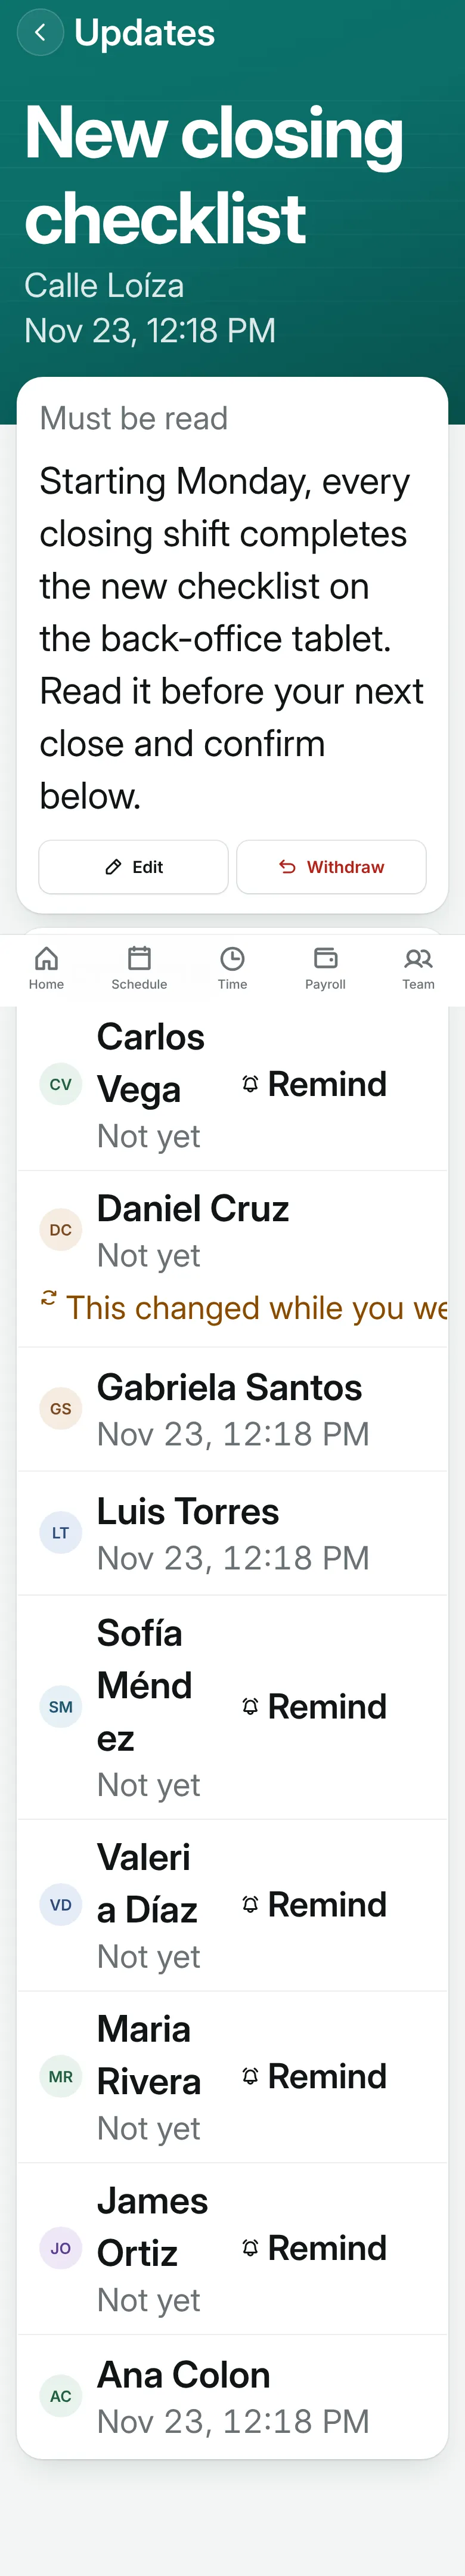 Updates
New closing
checklist
Calle Loíza
Nov 23, 12:18 PM
Must be read
Starting Monday, every
closing shift completes
the new checklist on
the back-office tablet.
Read it before your next
close and confirm
below.
Edit
Withdraw
Home
Schedule
Time
Payroll
Team
CV
Carlos
Vega
Not yet
Remind
DC
Daniel Cruz
Not yet
This changed while you we
GS
Gabriela Santos
Nov 23, 12:18 PM
LT
Luis Torres
Nov 23, 12:18 PM
SM
Sofía
Ménd
ez
Not yet
Remind
VD
Valeri
a Díaz
Not yet
Remind
MR
Maria
Rivera
Not yet
Remind
JO
James
Ortiz
Not yet
Remind
AC
Ana Colon
Nov 23, 12:18 PM